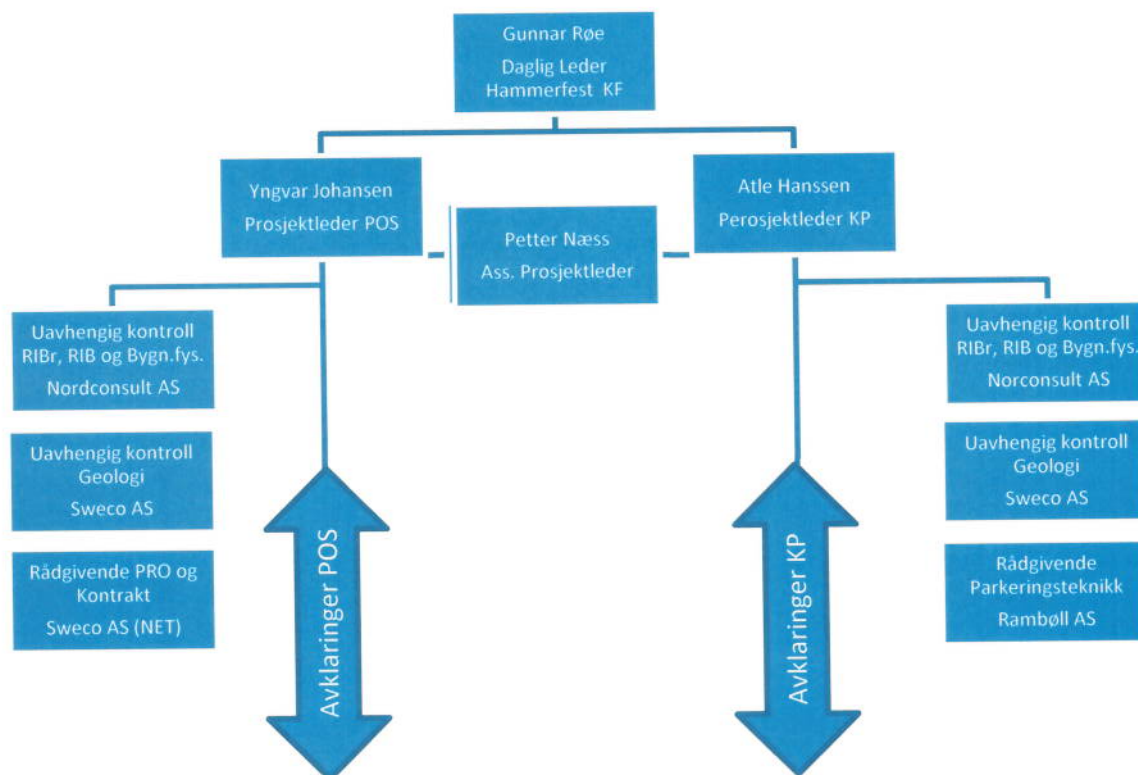 Gunnar Røe
Daglig Leder
Hammerfest KF
Yngvar Johansen
Prosjektleder POS
Petter Næss
Ass. Prosjektleder
Atle Hanssen
Perosjektleder KP
Uavhengig kontroll
RIBr, RIB og Bygn.fys.
Nordconsult AS
Uavhengig kontroll
Geologi
Sweco AS
Rådgivende PRO og
Kontrakt
Sweco AS (NET)
Avklaringer POS
Avklaringer KP
Uavhengig kontroll
RIBr, RIB og Bygn.fys.
Norconsult AS
Uavhengig kontroll
Geologi
Sweco AS
Rådgivende
Parkeringsteknikk
Rambøll AS